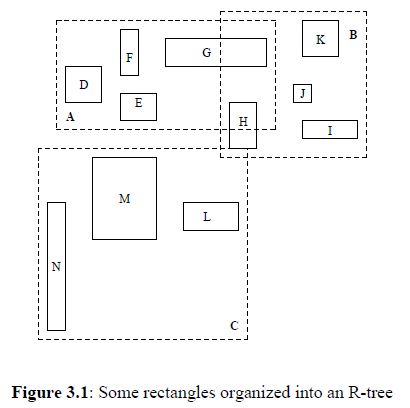 K B
F G
D
J
E
H
A
I
M
L
N
C
Figure 3.1: Some rectangles organized into an R-tree